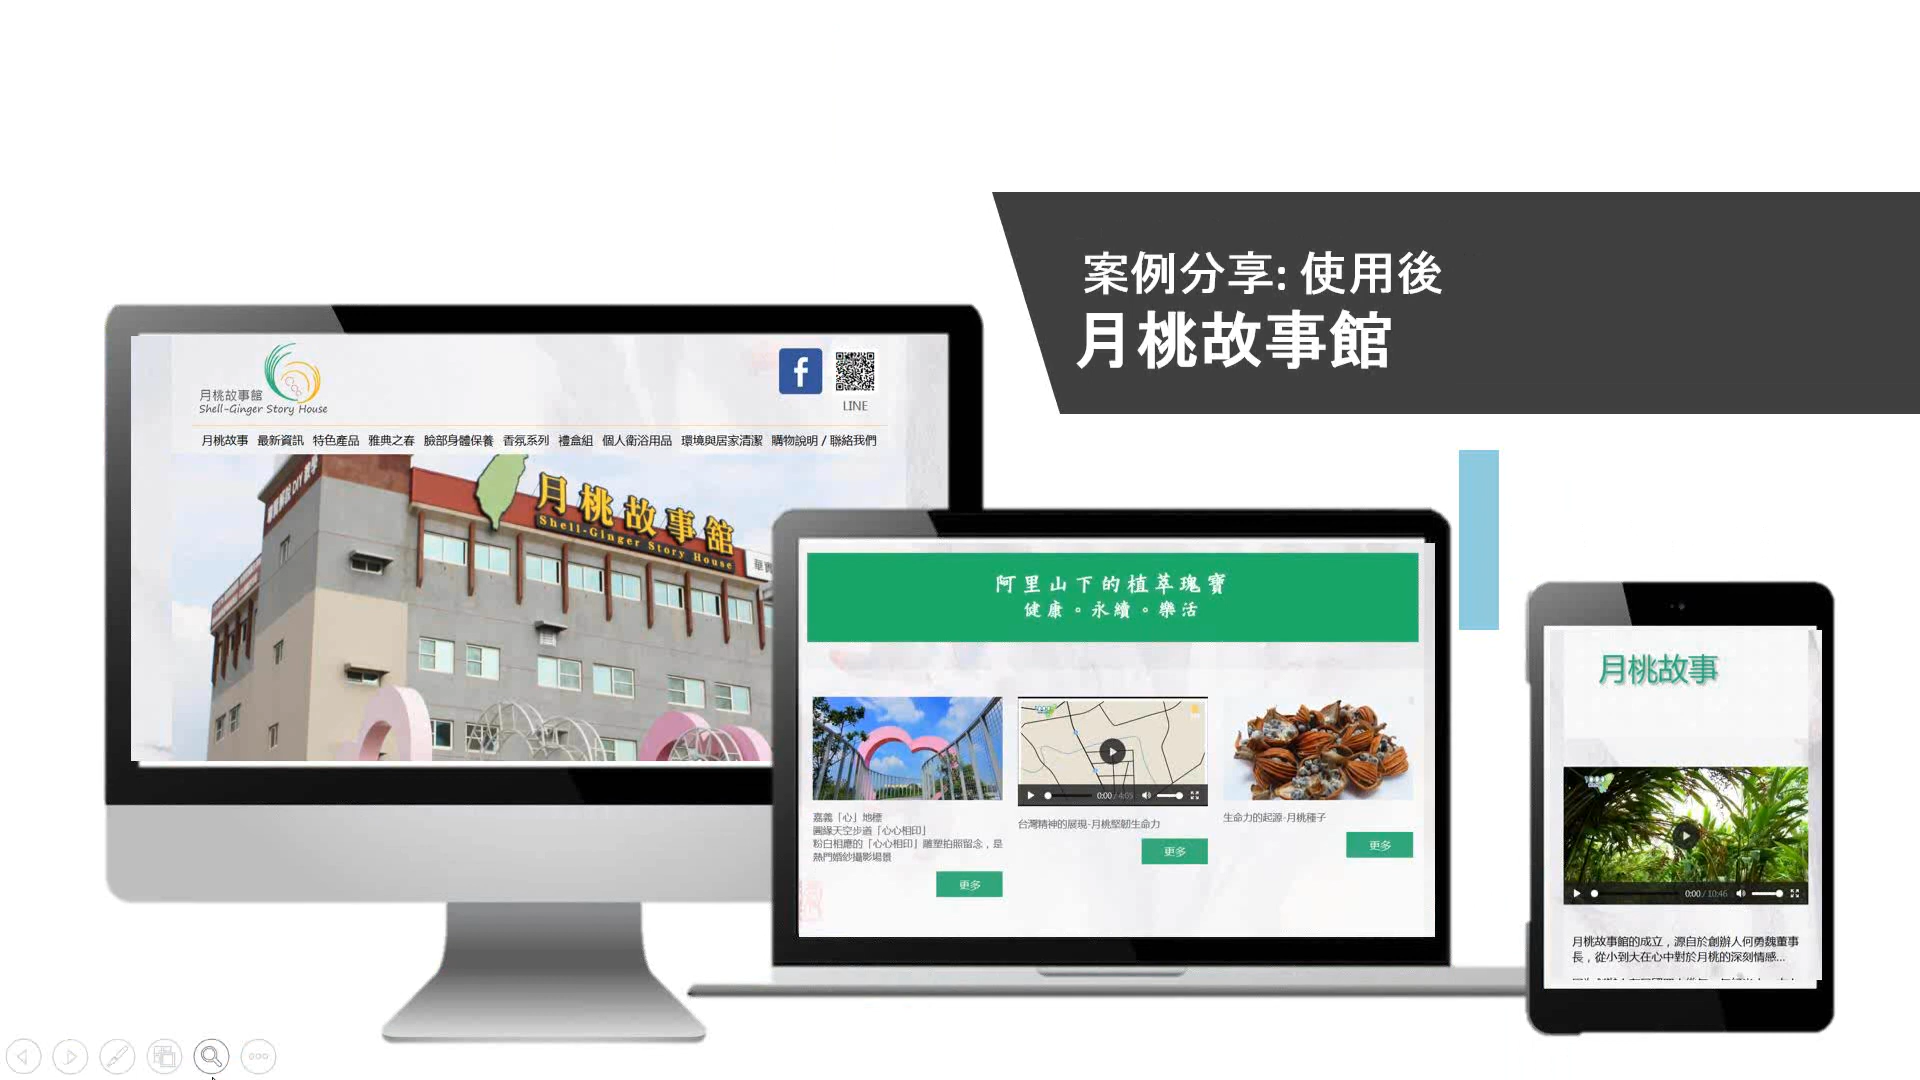 案例分享: 使用後
月桃故事館
月桃故事館
Shell-Ginger Story House
LINE
月桃故事 最新資訊 特色產品 雅典之春 臉部身體保養 香氛系列 禮盒組 個人衛浴用品 環境與居家清潔 購物說明 / 聯絡我們
月桃故事館
Shell-Ginger Story House
阿里山下的植萃瑰寶
健康。永續。樂活
嘉義「心」地標
圓緣天空步道「心心相印」
粉白相應的「心心相印」雕塑拍照留念，是
熱門婚紗攝影場景
更多
0:00 / 4:05
台灣精神的展現-月桃堅韌生命力
更多
生命力的起源-月桃種子
更多
月桃故事
0:00 / 10:46
月桃故事館的成立，源自於創辦人何勇魏董事
長，從小到大在心中對於月桃的深刻情感...